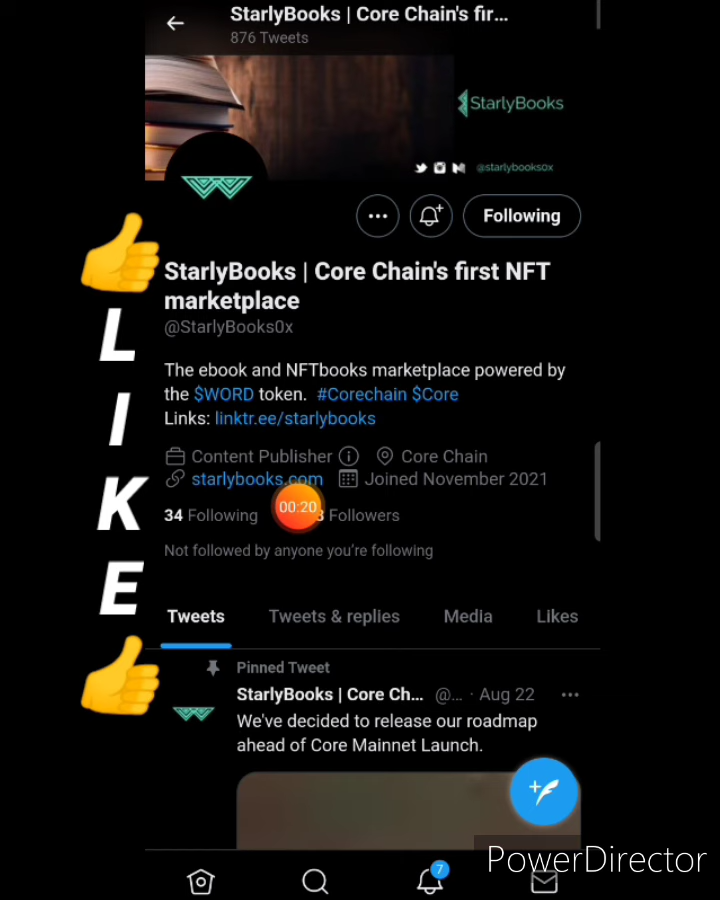 StarlyBooks | Core Chain's fir...
876 Tweets
StarlyBooks
@starlybooks0x
Following
StarlyBooks | Core Chain's first NFT
marketplace
@StarlyBooks0x
The ebook and NFTbooks marketplace powered by
the $WORD token. #Corechain $Core
Links: linktr.ee/starlybooks
Content Publisher Core Chain
starlybooks.com Joined November 2021
34 Following
00:20
Followers
Not followed by anyone you're following
Tweets Tweets & replies Media Likes
Pinned Tweet
StarlyBooks | Core Ch... @... · Aug 22
We've decided to release our roadmap
ahead of Core Mainnet Launch.
7
LIKE
PowerDirector